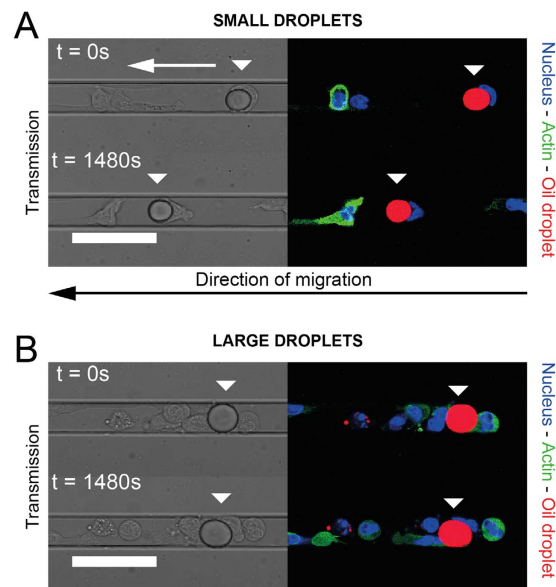 A
SMALL DROPLETS
t = 0s
t = 1480s
Transmission
Nucleus - Actin - Oil droplet
Direction of migration
B
LARGE DROPLETS
t = 0s
t = 1480s
Transmission
Nucleus - Actin - Oil droplet